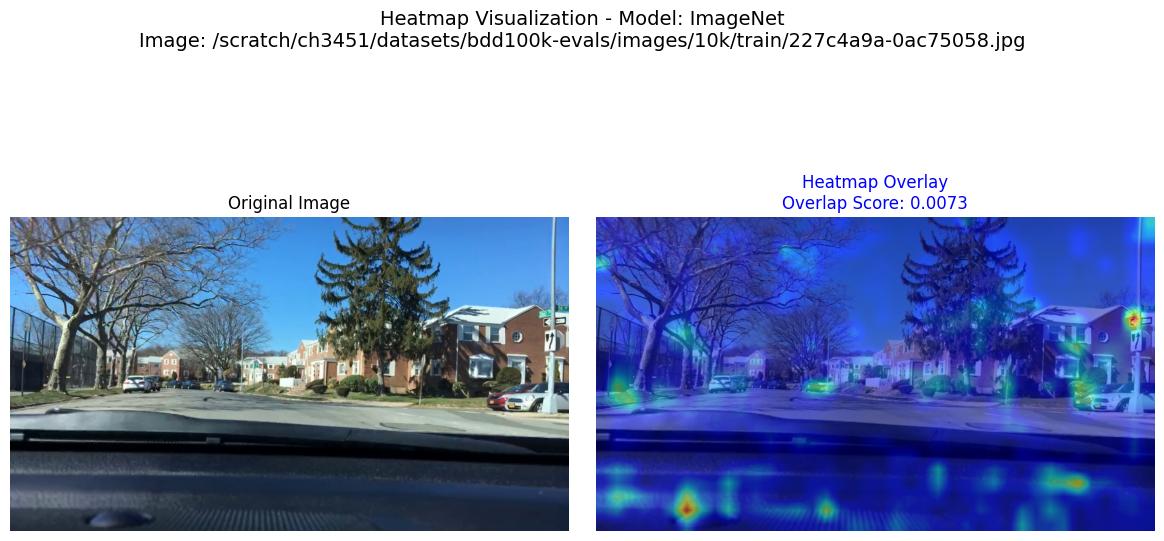 Heatmap Visualization - Model: ImageNet
Image: /scratch/ch3451/datasets/bdd100k-evals/images/10k/train/227c4a9a-0ac75058.jpg
Original Image
Heatmap Overlay
Overlap Score: 0.0073